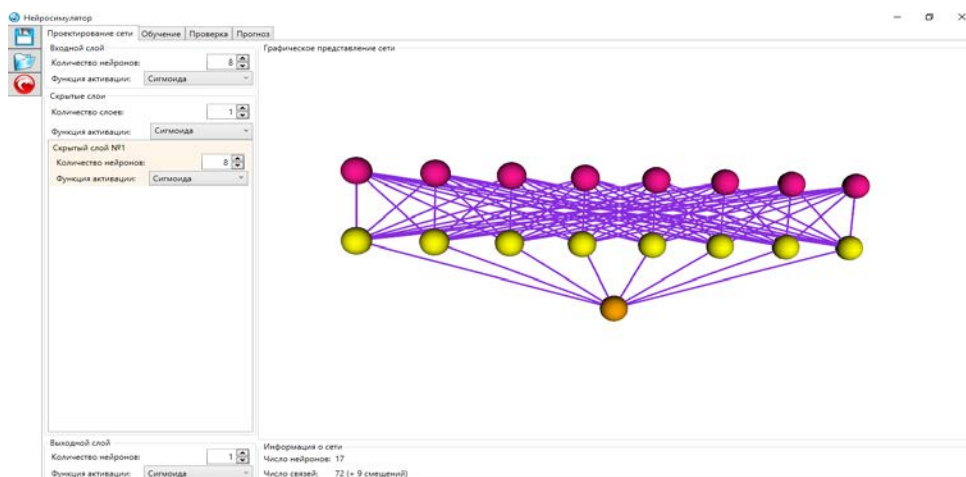 Нейросимулятор
Проектирование сети Обучение Проверка Прогноз
Входной слой
Количество нейронов: 8
Функция активации: Сигмоида
Скрытые слои
Количество слоев: 1
Функция активации: Сигмоида
Скрытый слой №1
Количество нейронов: 8
Функция активации: Сигмоида
Выходной слой
Количество нейронов: 1
Функция активации: Сигмоида
Графическое представление сети
Информация о сети
Число нейронов: 17
Число связей: 72 (+ 9 смещений)